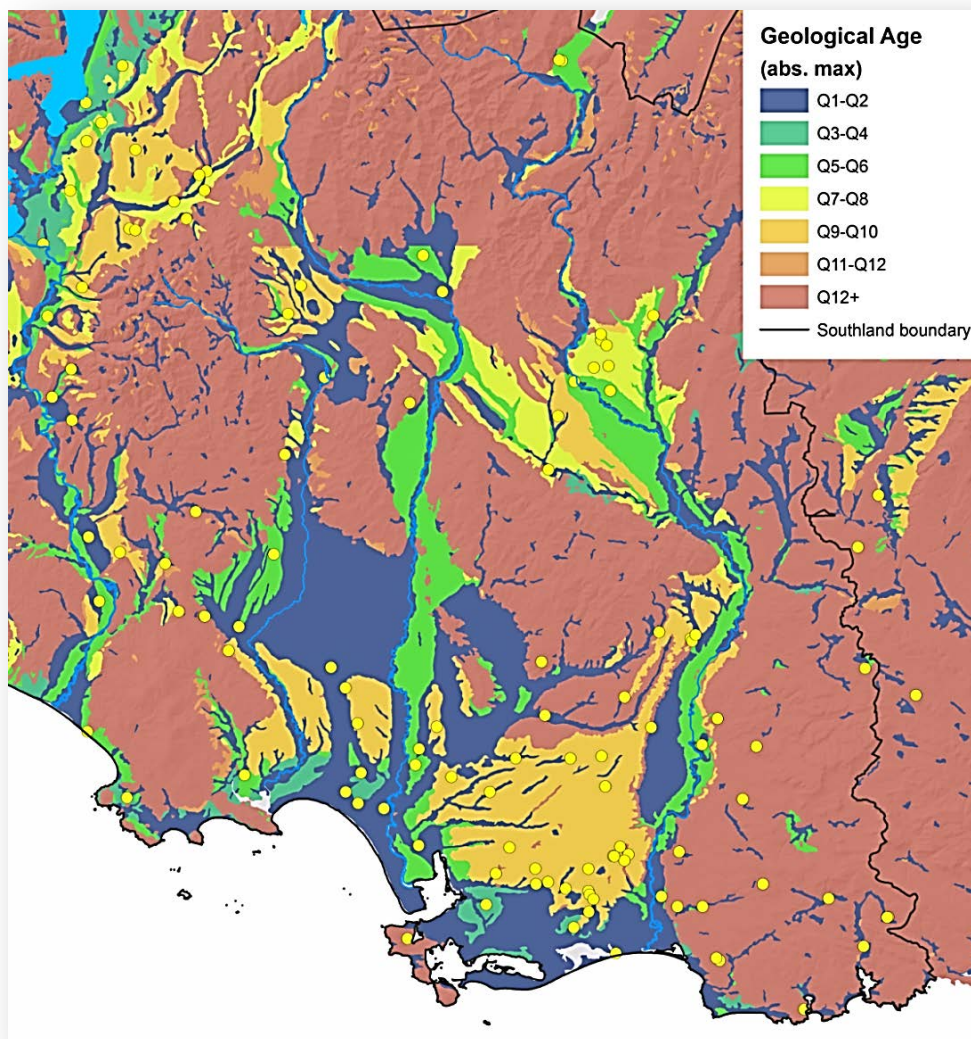 Geological Age
(abs. max)
Q1-Q2
Q3-Q4
Q5-Q6
Q7-Q8
Q9-Q10
Q11-Q12
Q12+
Southland boundary